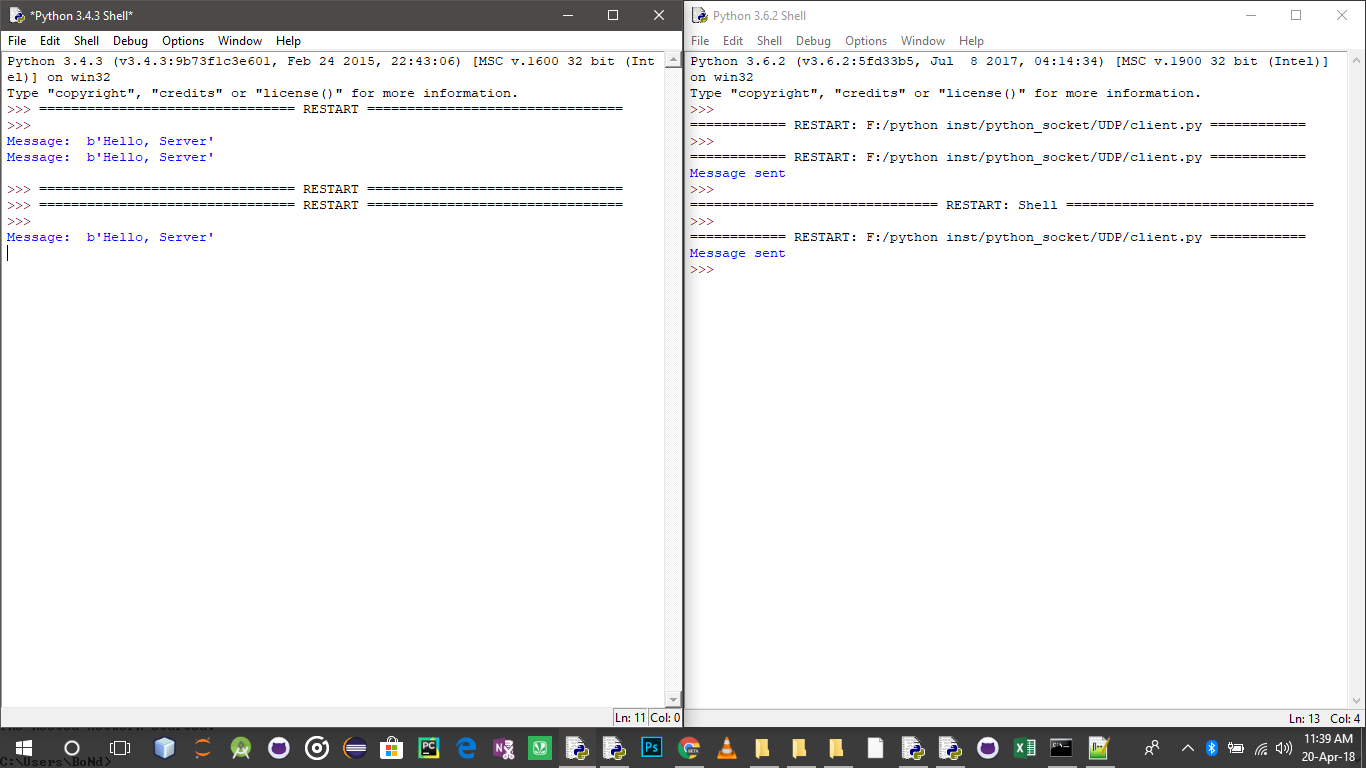 *Python 3.4.3 Shell*
File Edit Shell Debug Options Window Help
Python 3.4.3 (v3.4.3:9b73f1c3e601, Feb 24 2015, 22:43:06) [MSC v.1600 32 bit (Int
el)] on win32
Type "copyright", "credits" or "license()" for more information.
>>> ================================ RESTART ================================
>>>
Message:  b'Hello, Server'
Message:  b'Hello, Server'
>>> ================================ RESTART ================================
>>> ================================ RESTART ================================
>>>
Message:  b'Hello, Server'
Ln: 11 Col: 0
Python 3.6.2 Shell
File Edit Shell Debug Options Window Help
Python 3.6.2 (v3.6.2:5fd33b5, Jul  8 2017, 04:14:34) [MSC v.1900 32 bit (Intel)]
on win32
Type "copyright", "credits" or "license()" for more information.
>>>
============ RESTART: F:/python inst/python_socket/UDP/client.py ============
>>>
============ RESTART: F:/python inst/python_socket/UDP/client.py ============
Message sent
>>>
=============================== RESTART: Shell ===============================
>>>
============ RESTART: F:/python inst/python_socket/UDP/client.py ============
Message sent
>>>
Ln: 13 Col: 4
C:\Users\BoNd>
PC
N
Ps
BETA
11:39 AM
20-Apr-18